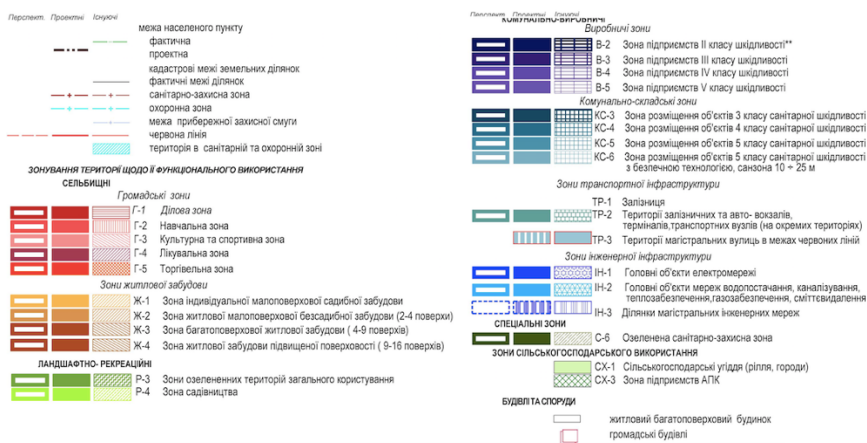 Перспект. Проектні Існуючі
межа населеного пункту
фактична
проектна
кадастрові межі земельних ділянок
фактичні межі ділянок
санітарно-захисна зона
охоронна зона
межа прибережної захисної смуги
червона лінія
територія в санітарній та охоронній зоні
ЗОНУВАННЯ ТЕРИТОРІЇ ЩОДО ЇЇ ФУНКЦІОНАЛЬНОГО ВИКОРИСТАННЯ
СЕЛЬБИЩНІ
Громадські зони
Г-1 Ділова зона
Г-2 Навчальна зона
Г-3 Культурна та спортивна зона
Г-4 Лікувальна зона
Г-5 Торгівельна зона
Зони житлової забудови
Ж-1 Зона індивідуальної малоповерхової садибної забудови
Ж-2 Зона житлової малоповерхової безсадибної забудови (2-4 поверхи)
Ж-3 Зона багатоповерхової житлової забудови ( 4-9 поверхів)
Ж-4 Зона житлової забудови підвищеної поверховості ( 9-16 поверхів)
ЛАНДШАФТНО- РЕКРЕАЦІЙНІ
Р-3 Зони озелененних територій загального користування
Р-4 Зона садівництва
Перспект. Проектні Існуючі
КОМУНАЛЬНО-ВИРОБНИЧІ
Виробничі зони
В-2 Зона підприємств II класу шкідливості**
В-3 Зона підприємств III класу шкідливості
В-4 Зона підприємств IV класу шкідливості
В-5 Зона підприємств V класу шкідливості
Комунально-складські зони
КС-3 Зона розміщення об'єктів 3 класу санітарної шкідливості
КС-4 Зона розміщення об'єктів 4 класу санітарної шкідливості
КС-5 Зона розміщення об'єктів 5 класу санітарної шкідливості
КС-6 Зона розміщення об'єктів 5 класу санітарної шкідливості
з безпечною технологією, санзона 10 ÷ 25 м
Зони транспортної інфраструктури
ТР-1 Залізниця
ТР-2 Території залізничних та авто- вокзалів,
терміналів,транспортних вузлів (на окремих територіях)
ТР-3 Території магістральних вулиць в межах червоних ліній
Зони інженерної інфраструктури
ІН-1 Головні об'єкти електромережі
ІН-2 Головні об'єкти мереж водопостачання, каналізування,
теплозабезпечення,газозабезпечення, сміттєвидалення
ІН-3 Ділянки магістральних інженерних мереж
СПЕЦІАЛЬНІ ЗОНИ
С-6 Озеленена санітарно-захисна зона
ЗОНИ СІЛЬСЬКОГОСПОДАРСЬКОГО ВИКОРИСТАННЯ
СХ-1 Сільськогосподарські угіддя (рілля, городи)
СХ-3 Зона підприємств АПК
БУДІВЛІ ТА СПОРУДИ
житловий багатоповерховий будинок
громадські будівлі